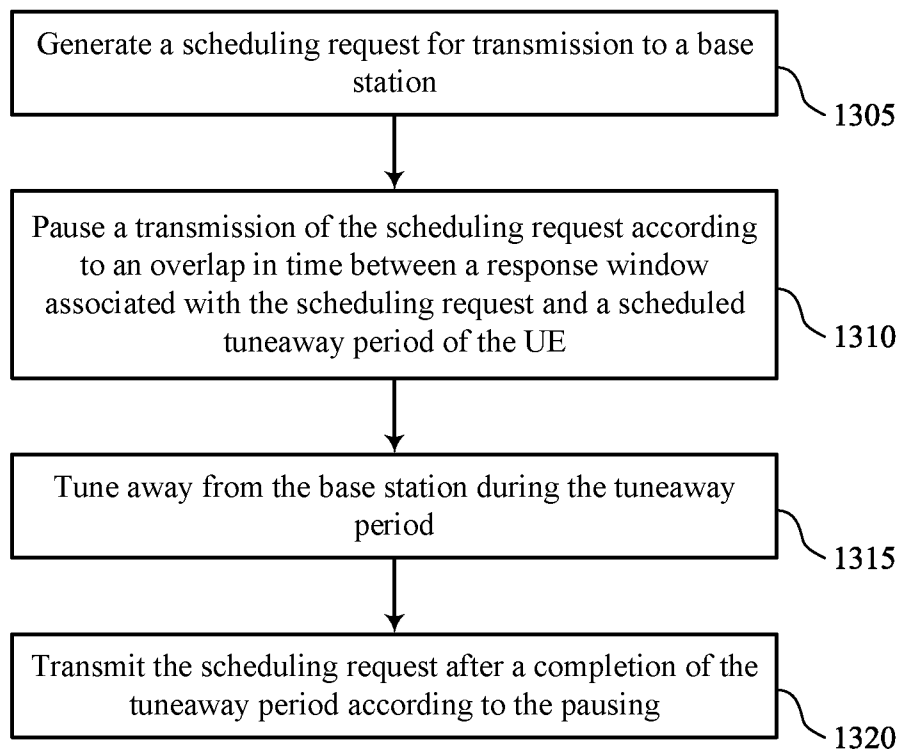 Generate a scheduling request for transmission to a base
station
1305
Pause a transmission of the scheduling request according
to an overlap in time between a response window
associated with the scheduling request and a scheduled
tuneaway period of the UE
1310
Tune away from the base station during the tuneaway
period
1315
Transmit the scheduling request after a completion of the
tuneaway period according to the pausing
1320